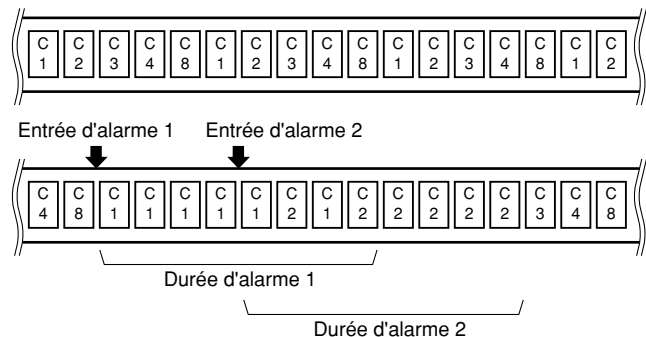 C C C C C C C C C C C C C C C C C
1 2 3 4 8 1 2 3 4 8 1 2 3 4 8 1 2
Entrée d'alarme 1 Entrée d'alarme 2
C C C C C C C C C C C C C C C C C
4 8 1 1 1 1 1 2 1 2 2 2 2 2 3 4 8
Durée d'alarme 1
Durée d'alarme 2